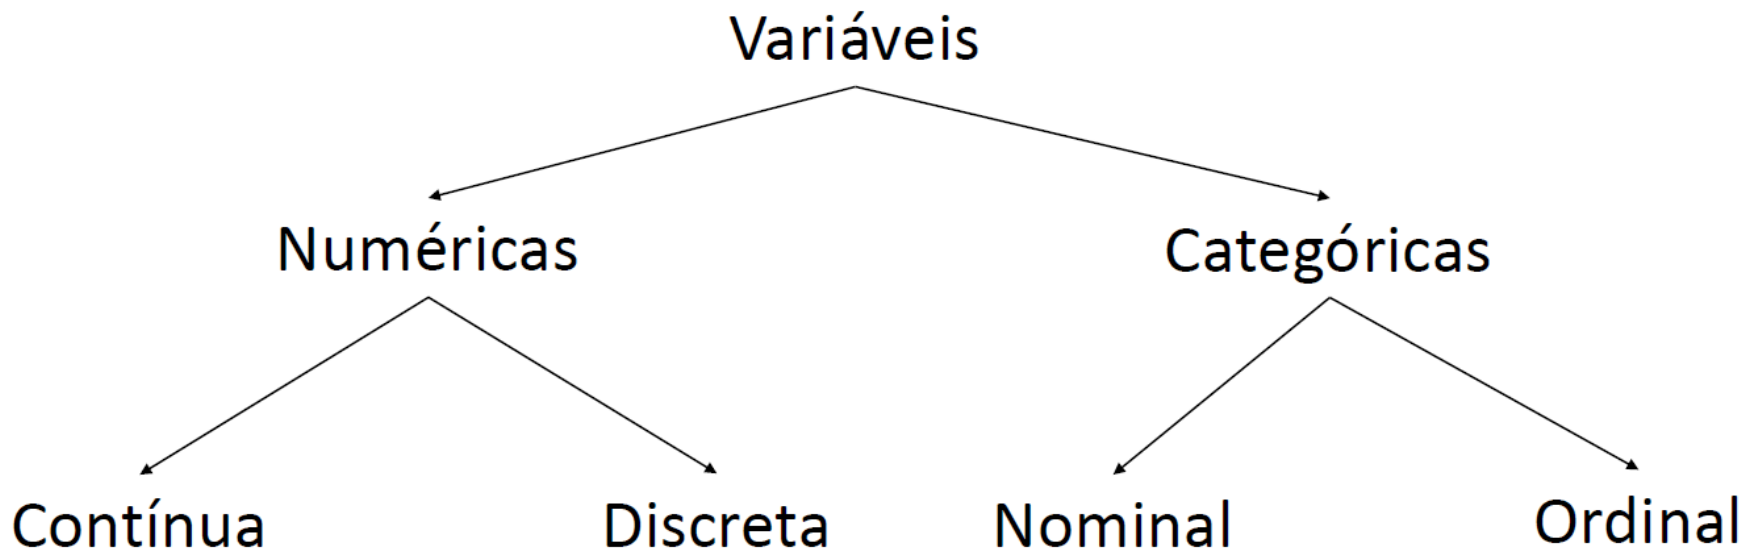 Variáveis
Numéricas
Categóricas
Contínua
Discreta
Nominal
Ordinal